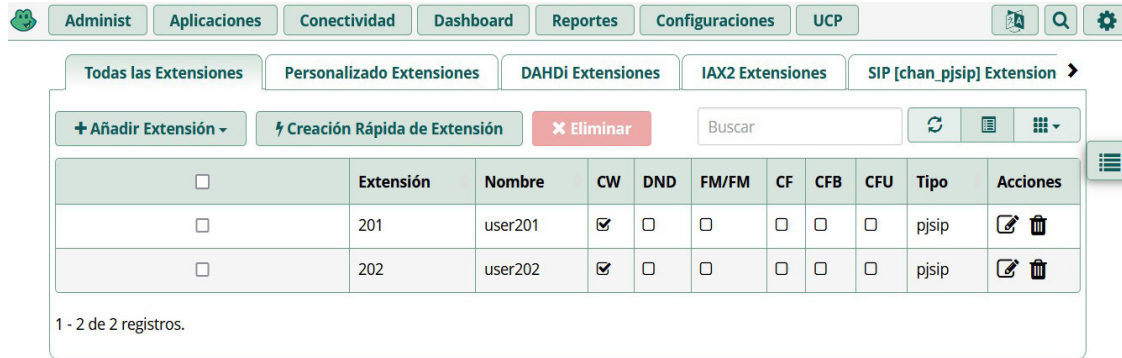 Administ Aplicaciones Conectividad Dashboard Reportes Configuraciones UCP
Todas las Extensiones Personalizado Extensiones DAHDi Extensiones IAX2 Extensiones SIP [chan_pjsip] Extension
Añadir Extensión Creación Rápida de Extensión Eliminar Buscar
Extensión Nombre CW DND FM/FM CF CFB CFU Tipo Acciones
201 user201 pjsip
202 user202 pjsip
1 - 2 de 2 registros.